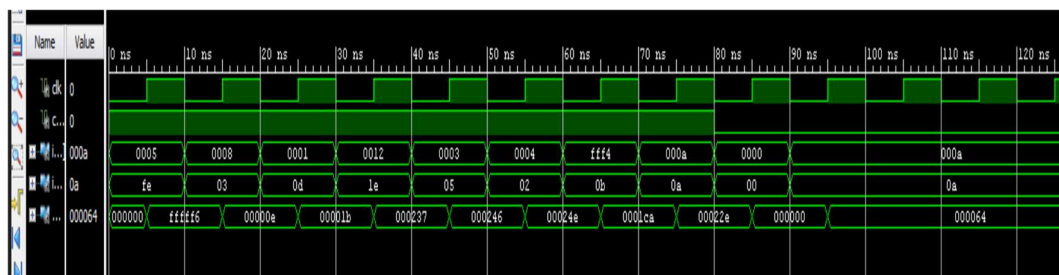 Name Value 0 ns 10 ns 20 ns 30 ns 40 ns 50 ns 60 ns 70 ns 80 ns 90 ns 100 ns 110 ns 120 ns
clk 0
c... 0
i... 000a 0005 0008 0001 0012 0003 0004 fff4 000a 0000 000a
i... 0a fe 03 0d 1e 05 02 0b 0a 00 0a
... 000064 000000 fffff6 00000e 00001b 000237 000246 00024e 0001ca 00022e 000000 000064